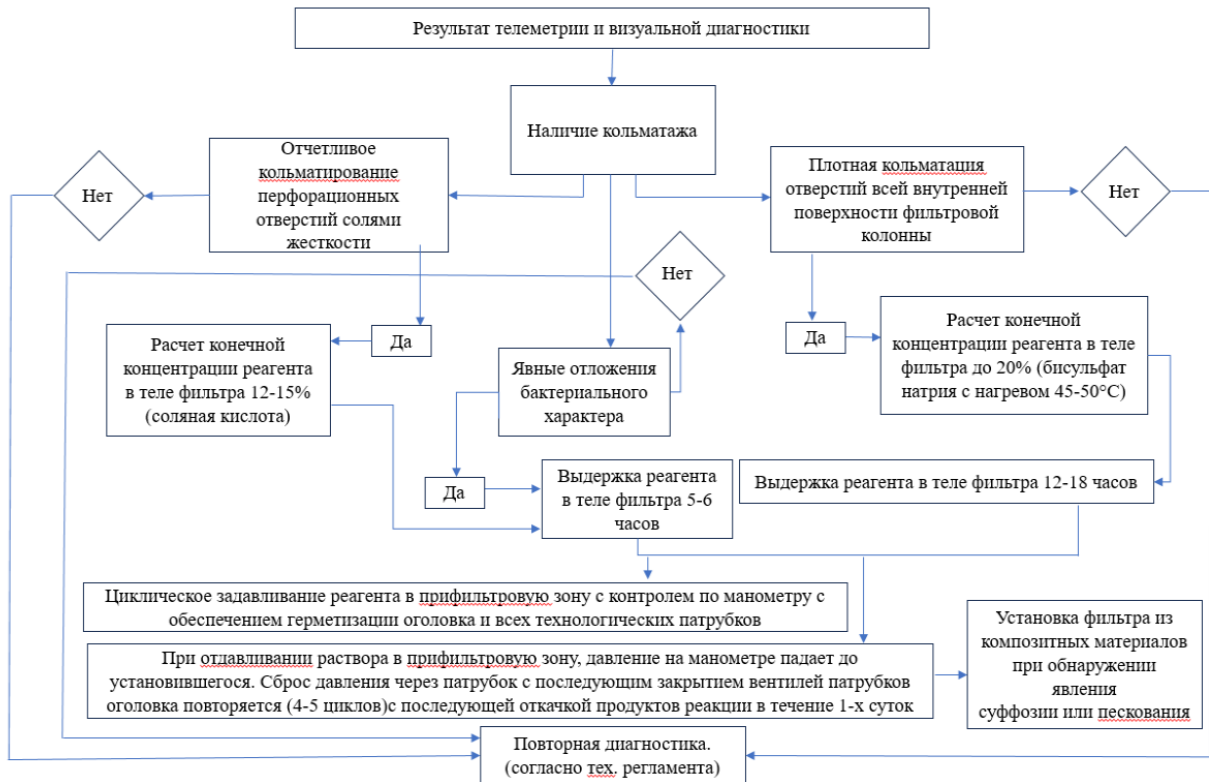 Результат телеметрии и визуальной диагностики
Наличие кольматажа
Нет
Отчетливое
кольматирование
перфорационных
отверстий солями
жесткости
Плотная кольматация
отверстий всей внутренней
поверхности фильтровой
колонны
Нет
Нет
Да
Расчет конечной
концентрации реагента
в теле фильтра 12-15%
(соляная кислота)
Явные отложения
бактериального
характера
Да
Расчет конечной
концентрации реагента в теле
фильтра до 20% (бисульфат
натрия с нагревом 45-50°С)
Да
Выдержка реагента
в теле фильтра 5-6
часов
Выдержка реагента в теле фильтра 12-18 часов
Циклическое задавливание реагента в прифильтровую зону с контролем по манометру с
обеспечением герметизации оголовка и всех технологических патрубков
При отдавливании раствора в прифильтровую зону, давление на манометре падает до
установившегося. Сброс давления через патрубок с последующим закрытием вентилей патрубков
оголовка повторяется (4-5 циклов)с последующей откачкой продуктов реакции в течение 1-х суток
Установка фильтра из
композитных материалов
при обнаружении
явления
суффозии или пескования
Повторная диагностика.
(согласно тех. регламента)